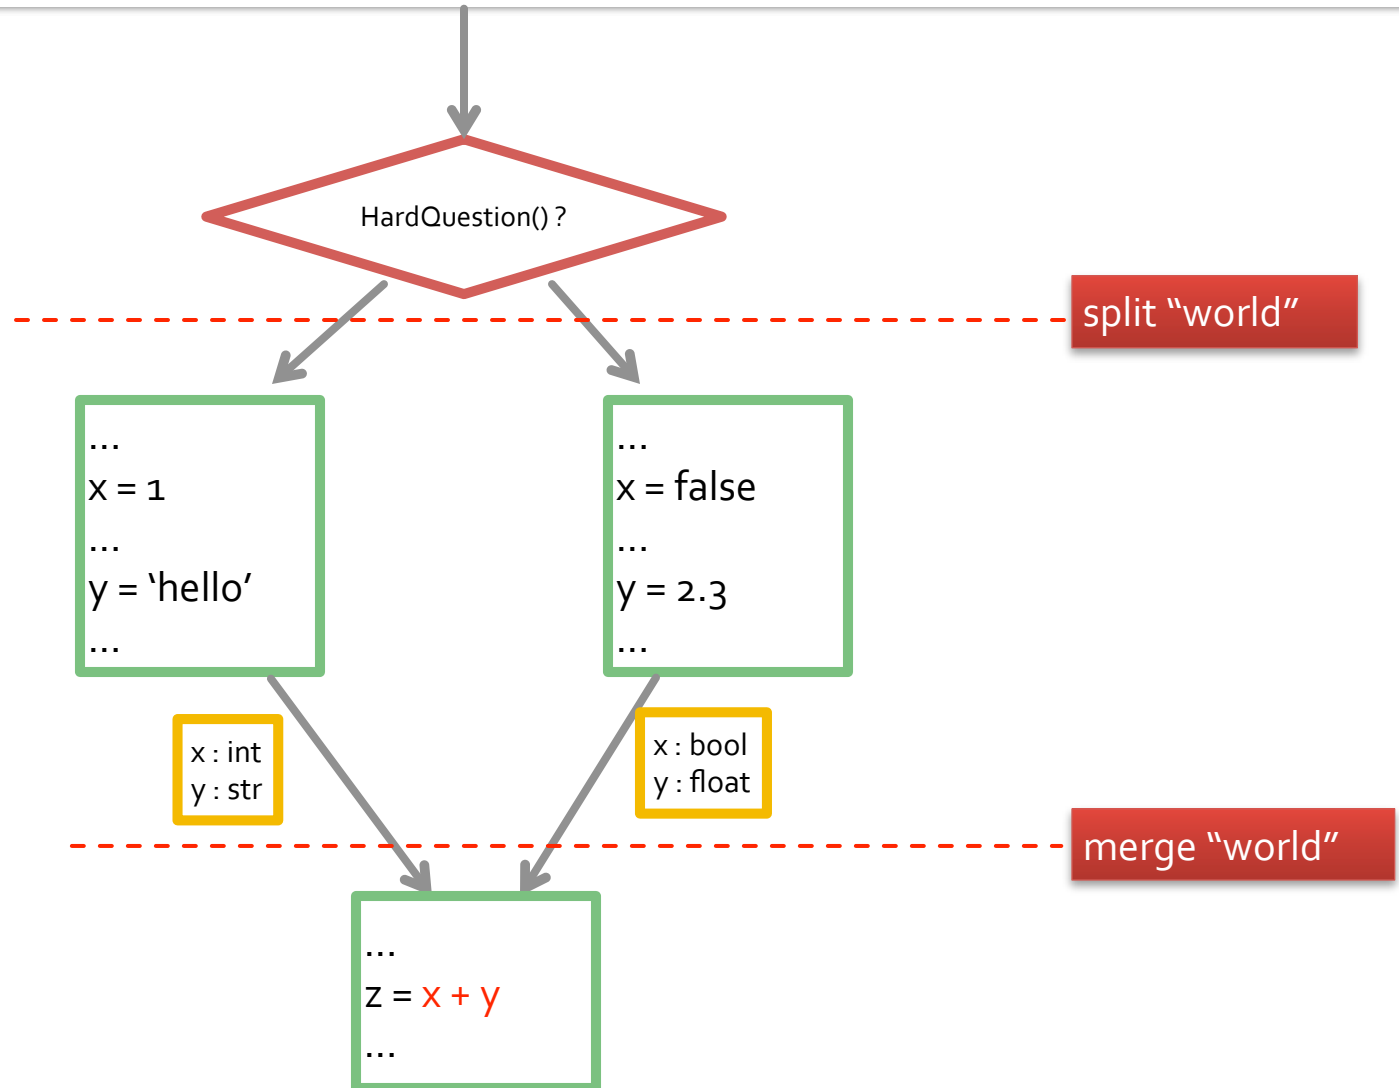 HardQuestion() ?
split “world”
...
x = 1
...
y = ‘hello’
...
...
x = false
...
y = 2.3
...
x : int
y : str
x : bool
y : float
merge “world”
...
z = x + y
...